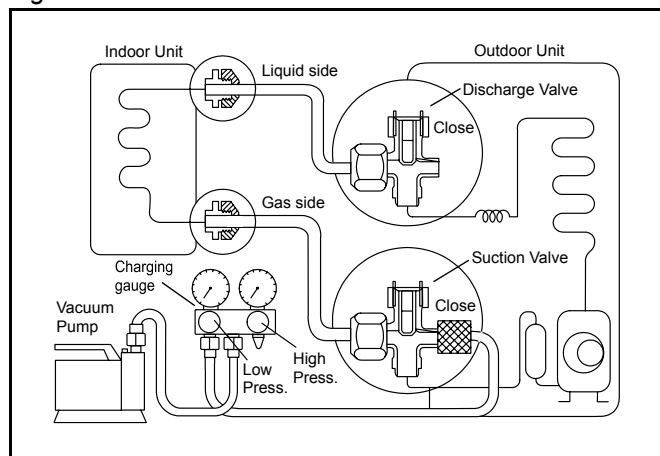 Indoor Unit
Outdoor Unit
Liquid side
Discharge Valve
Close
Gas side
Suction Valve
Close
Charging
gauge
Vacuum
Pump
Low
Press.
High
Press.